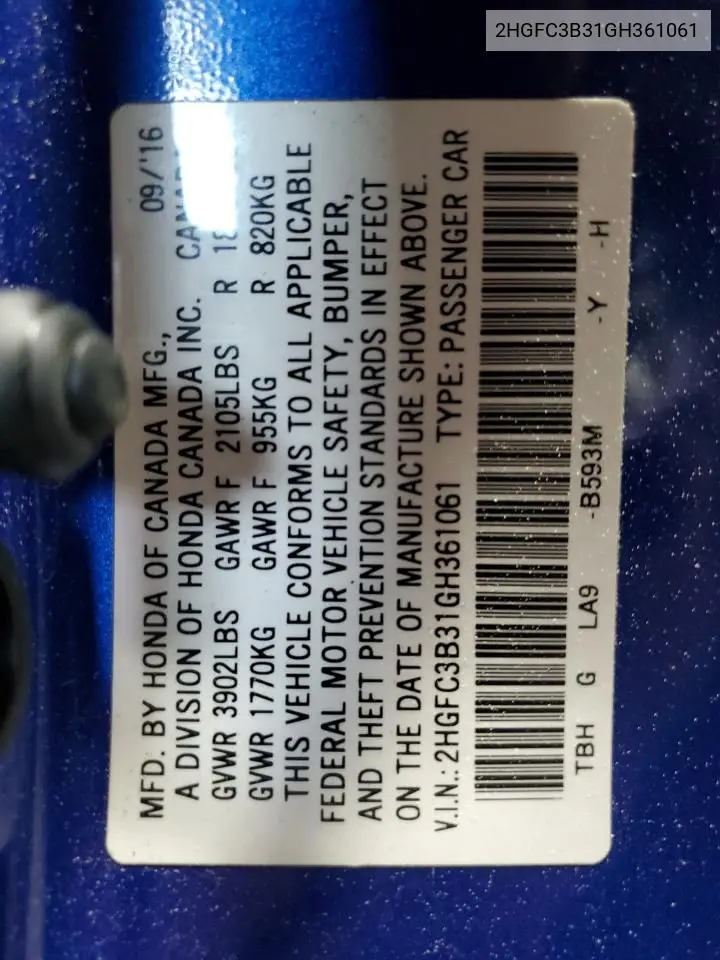 2HGFC3B31GH361061
MFD. BY HONDA OF CANADA MFG., 09/'16
A DIVISION OF HONDA CANADA INC.
GVWR 3902LBS GAWR F 2105LBS R
GVWR 1770KG GAWR F 955KG R 820KG
THIS VEHICLE CONFORMS TO ALL APPLICABLE
FEDERAL MOTOR VEHICLE SAFETY, BUMPER,
AND THEFT PREVENTION STANDARDS IN EFFECT
ON THE DATE OF MANUFACTURE SHOWN ABOVE.
V.I.N.: 2HGFC3B31GH361061 TYPE: PASSENGER CAR
TBH G LA9 -B593M -Y -H